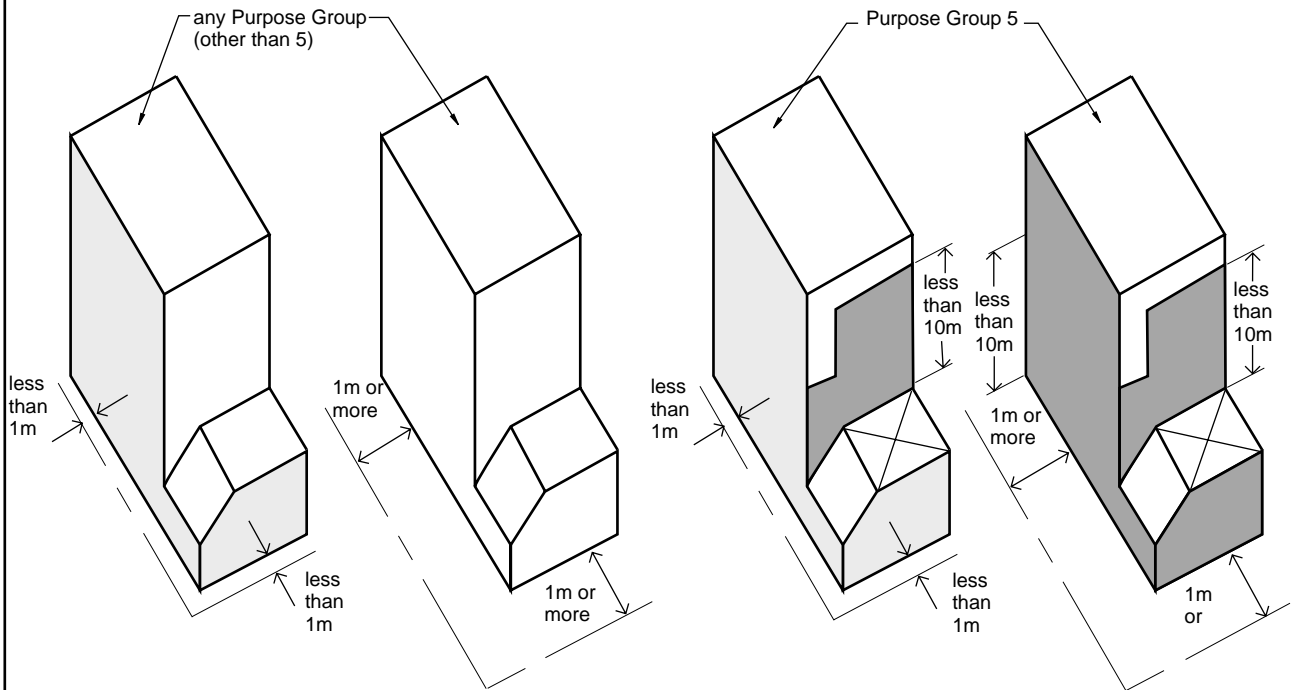 any Purpose Group
(other than 5)
Purpose Group 5
less
than
1m
less
than
1m
1m or
more
1m or
more
less
than
10m
less
than
1m
less
than
1m
less
than
10m
less
than
10m
1m or
more
1m
or